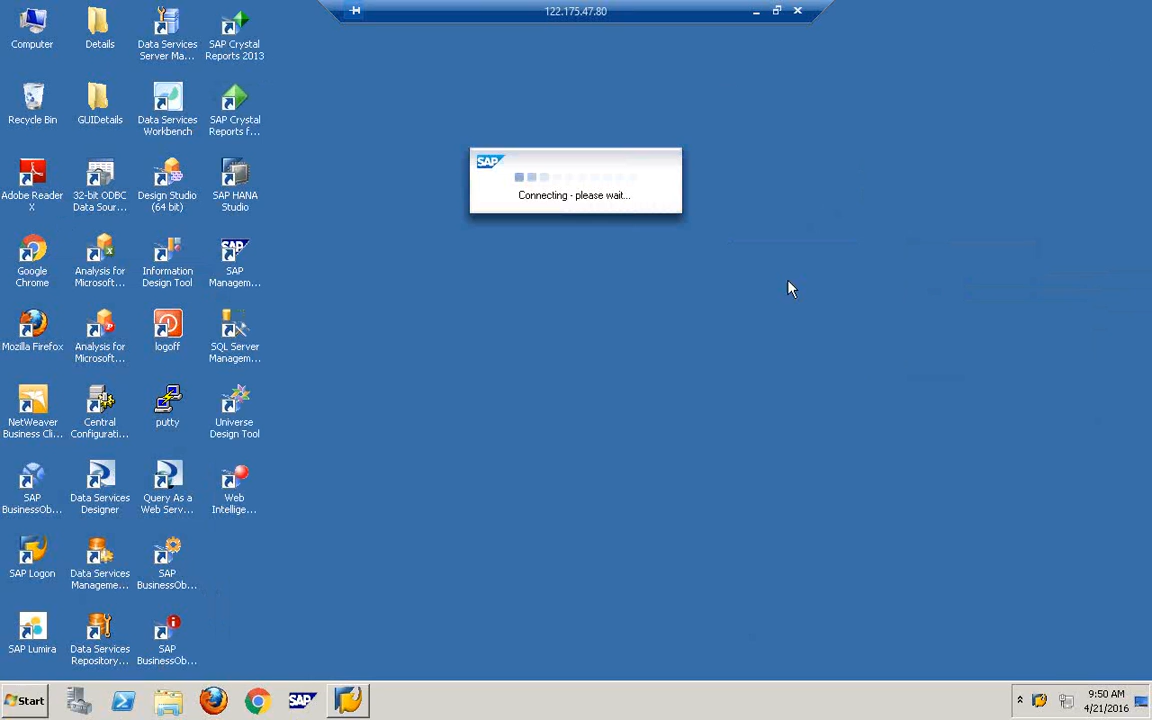 122.175.47.80
Computer
Details
Data Services
Server Ma...
SAP Crystal
Reports 2013
Recycle Bin
GUIDetails
Data Services
Workbench
SAP Crystal
Reports f...
Adobe Reader
X
32-bit ODBC
Data Sour...
Design Studio
(64 bit)
SAP HANA
Studio
Google
Chrome
Analysis for
Microsoft...
Information
Design Tool
SAP
Managem...
Mozilla Firefox
Analysis for
Microsoft...
logoff
SQL Server
Managem...
NetWeaver
Business Cli...
Central
Configurati...
putty
Universe
Design Tool
SAP
BusinessOb...
Data Services
Designer
Query As a
Web Serv...
Web
Intellige...
SAP Logon
Data Services
Manageme...
SAP
BusinessOb...
SAP Lumira
Data Services
Repository...
SAP
BusinessOb...
SAP
Connecting - please wait...
Start
SAP
9:50 AM
4/21/2016